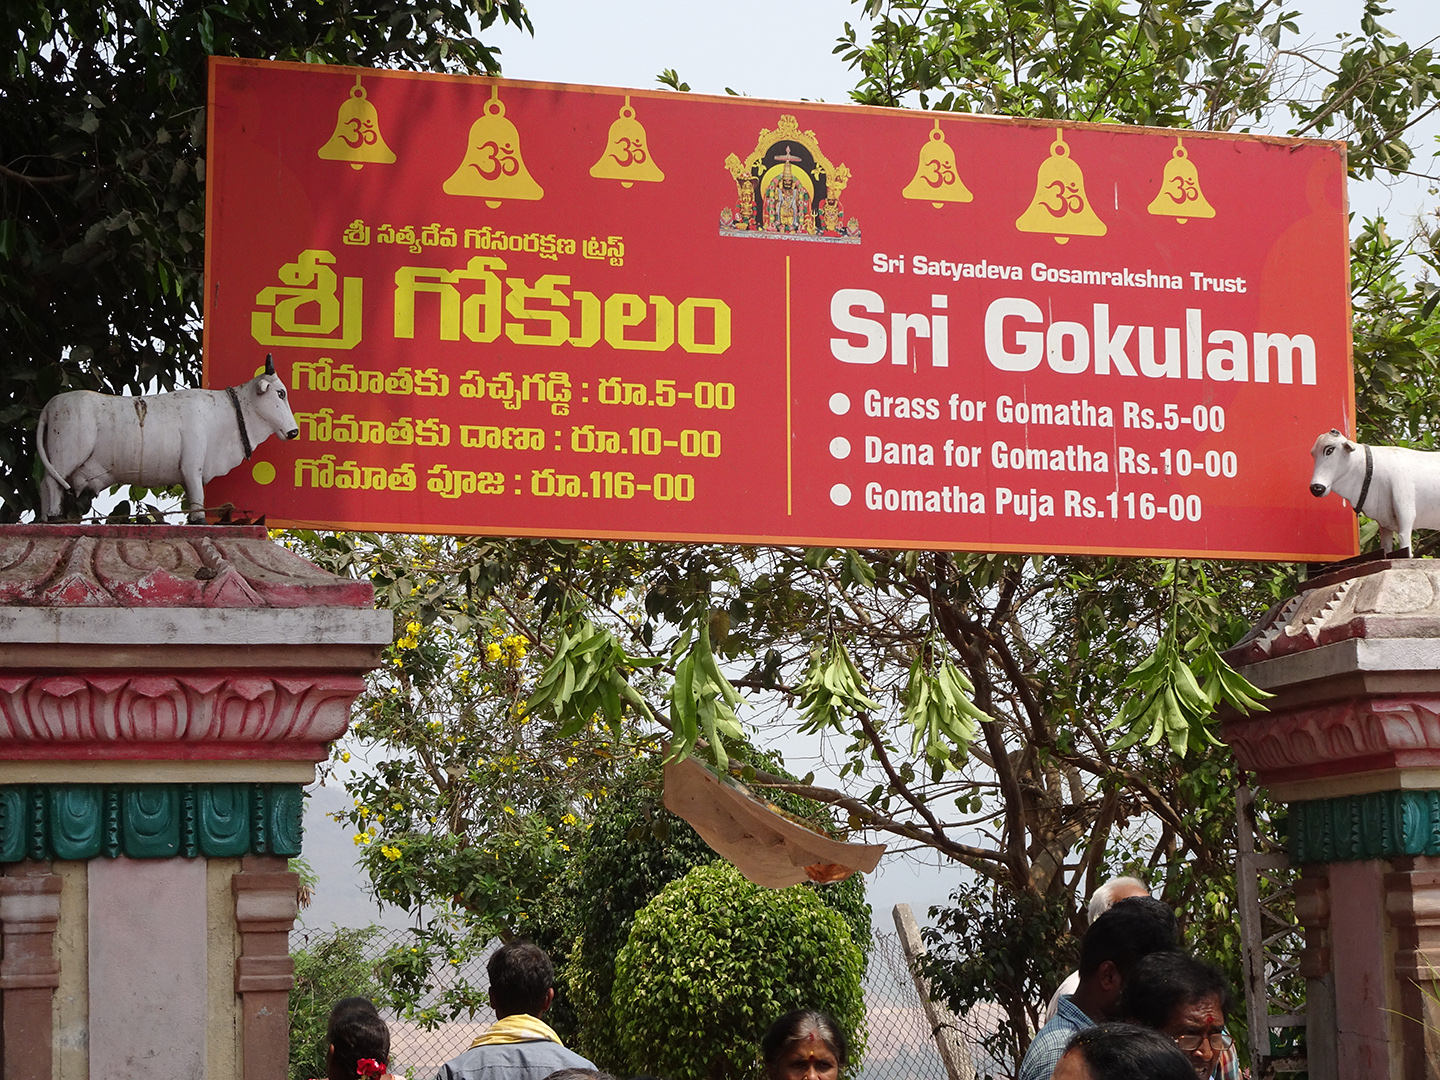 ॐ ॐ ॐ ॐ ॐ ॐ
శ్రీ సత్యదేవ గోసంరక్షణ ట్రస్ట్
శ్రీ గోకులం
గోమాతకు పచ్చగడ్డి : రూ.5-00
గోమాతకు దాణా : రూ.10-00
● గోమాత పూజ : రూ.116-00
Sri Satyadeva Gosamrakshna Trust
Sri Gokulam
● Grass for Gomatha Rs.5-00
● Dana for Gomatha Rs.10-00
● Gomatha Puja Rs.116-00